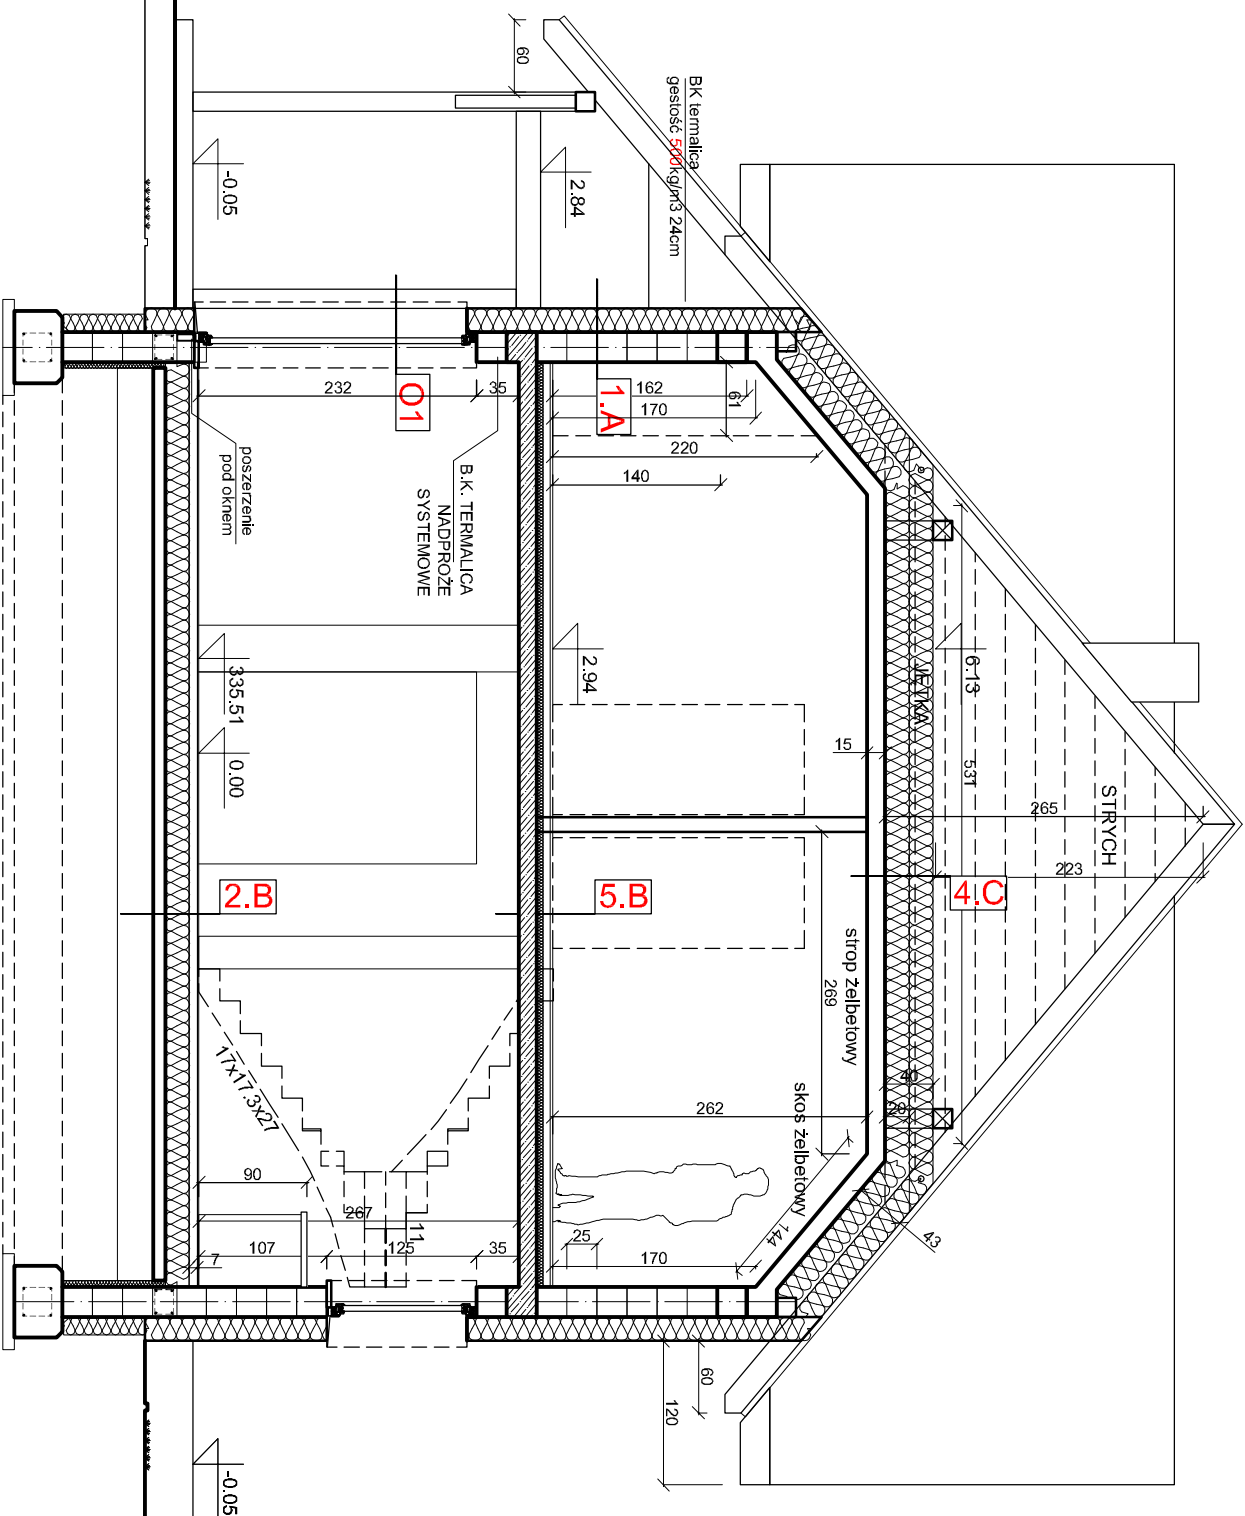 60
BK termalica
gęstość 500kg/m3 24cm
-0.05
2.84
232
35
O1
1.A
162
170
61
220
140
poszerzenie
pod oknem
B.K. TERMALICA
NADPROŻE
SYSTEMOWE
335.51
0.00
2.94
6.13
JĘTKA
531
15
265
STRYCH
223
2.B
5.B
4.C
strop żelbetowy
269
40
20
262
skos żelbetowy
144
43
17x17.3x27
90
267
11
107
125
35
7
25
170
60
120
-0.05